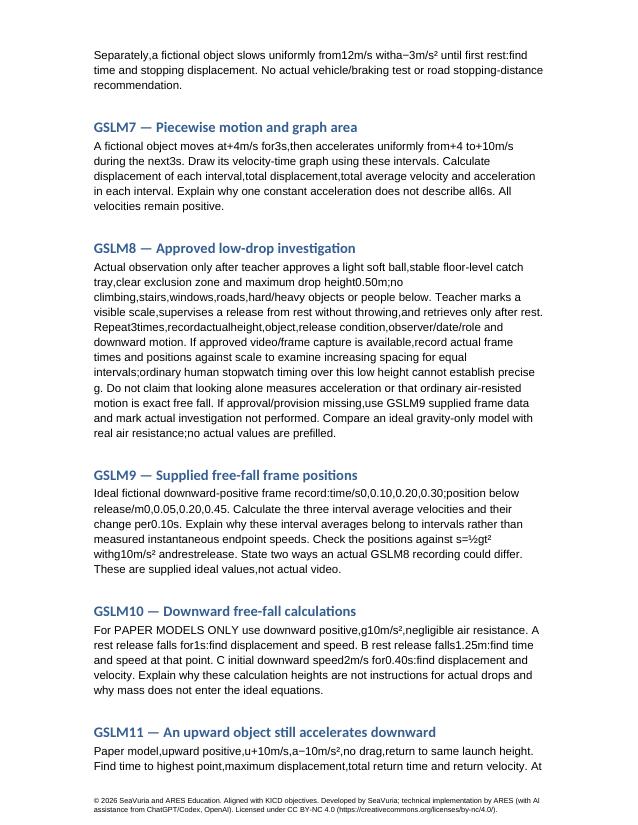 Separately,a fictional object slows uniformly from12m/s witha−3m/s² until first rest:find
time and stopping displacement. No actual vehicle/braking test or road stopping-distance
recommendation.
GSLM7 — Piecewise motion and graph area
A fictional object moves at+4m/s for3s,then accelerates uniformly from+4 to+10m/s
during the next3s. Draw its velocity-time graph using these intervals. Calculate
displacement of each interval,total displacement,total average velocity and acceleration
in each interval. Explain why one constant acceleration does not describe all6s. All
velocities remain positive.
GSLM8 — Approved low-drop investigation
Actual observation only after teacher approves a light soft ball,stable floor-level catch
tray,clear exclusion zone and maximum drop height0.50m;no
climbing,stairs,windows,roads,hard/heavy objects or people below. Teacher marks a
visible scale,supervises a release from rest without throwing,and retrieves only after rest.
Repeat3times,recordactualheight,object,release condition,observer/date/role and
downward motion. If approved video/frame capture is available,record actual frame
times and positions against scale to examine increasing spacing for equal
intervals;ordinary human stopwatch timing over this low height cannot establish precise
g. Do not claim that looking alone measures acceleration or that ordinary air-resisted
motion is exact free fall. If approval/provision missing,use GSLM9 supplied frame data
and mark actual investigation not performed. Compare an ideal gravity-only model with
real air resistance;no actual values are prefilled.
GSLM9 — Supplied free-fall frame positions
Ideal fictional downward-positive frame record:time/s0,0.10,0.20,0.30;position below
release/m0,0.05,0.20,0.45. Calculate the three interval average velocities and their
change per0.10s. Explain why these interval averages belong to intervals rather than
measured instantaneous endpoint speeds. Check the positions against s=½gt²
withg10m/s² andrestrelease. State two ways an actual GSLM8 recording could differ.
These are supplied ideal values,not actual video.
GSLM10 — Downward free-fall calculations
For PAPER MODELS ONLY use downward positive,g10m/s²,negligible air resistance. A
rest release falls for1s:find displacement and speed. B rest release falls1.25m:find time
and speed at that point. C initial downward speed2m/s for0.40s:find displacement and
velocity. Explain why these calculation heights are not instructions for actual drops and
why mass does not enter the ideal equations.
GSLM11 — An upward object still accelerates downward
Paper model,upward positive,u+10m/s,a−10m/s²,no drag,return to same launch height.
Find time to highest point,maximum displacement,total return time and return velocity. At
© 2026 SeaVuria and ARES Education. Aligned with KICD objectives. Developed by SeaVuria; technical implementation by ARES (with AI
assistance from ChatGPT/Codex, OpenAI). Licensed under CC BY-NC 4.0 (https://creativecommons.org/licenses/by-nc/4.0/).